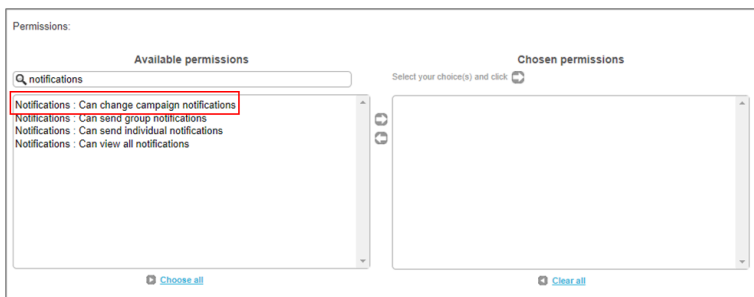 Permissions:
Available permissions
Chosen permissions
notifications
Select your choice(s) and click
Notifications : Can change campaign notifications
Notifications : Can send group notifications
Notifications : Can send individual notifications
Notifications : Can view all notifications
Choose all
Clear all